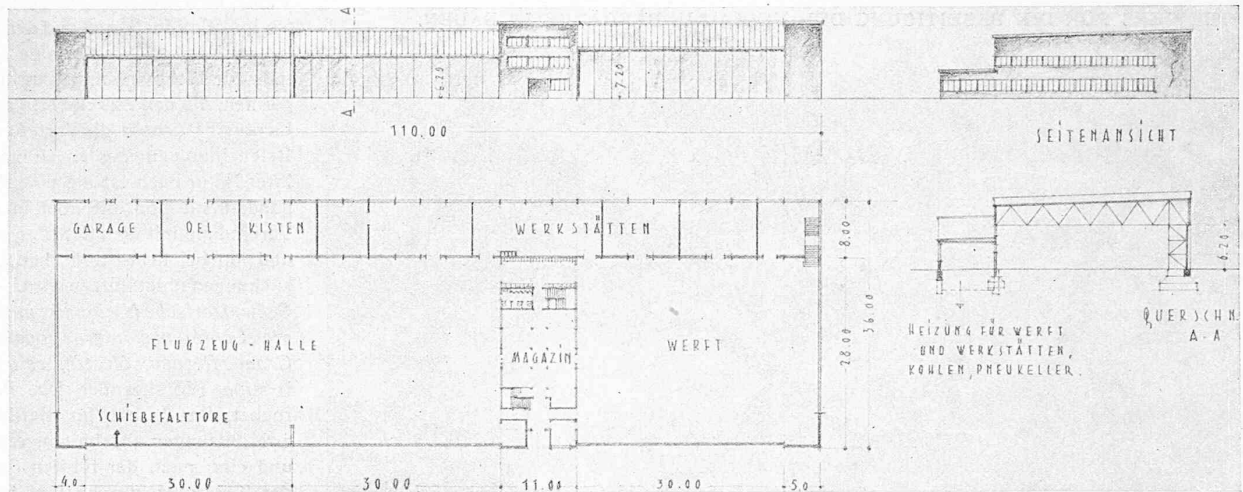 A
6.20
7.20
A
110.00
SEITENANSICHT
GARAGE OEL KISTEN WERKSTÄTTEN
8.00
36.00
28.00
6.20
FLUGZEUG-HALLE MAGAZIN WERFT
HEIZUNG FÜR WERFT
UND WERKSTÄTTEN,
KOHLEN, PNEUKELLER.
QUERSCHN.
A-A
SCHIEBEFALTTORE
4.0 30.00 30.00 11.00 30.00 5.0